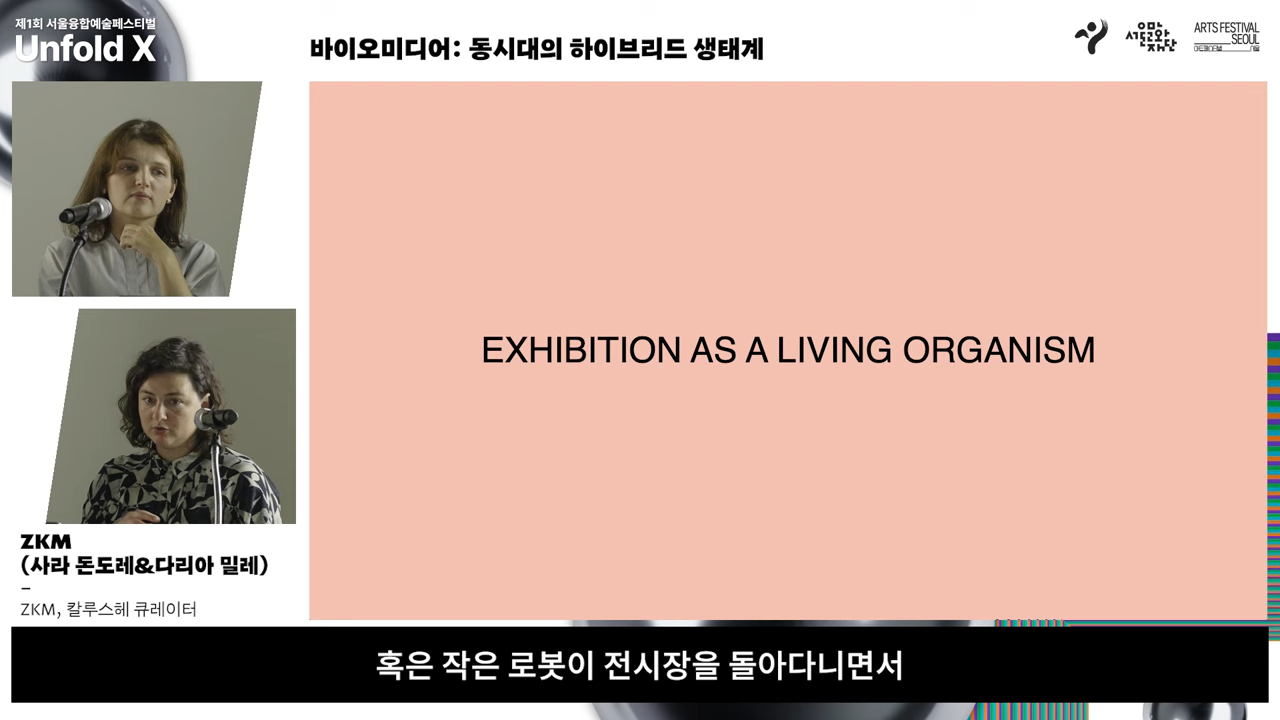 제1회 서울융합예술페스티벌
Unfold X
바이오미디어: 동시대의 하이브리드 생태계
서울문화재단
ARTS FESTIVAL
SEOUL
EXHIBITION AS A LIVING ORGANISM
ZKM
(사라 돈도레&다리아 밀레)
–
ZKM, 칼루스헤 큐레이터
혹은 작은 로봇이 전시장을 돌아다니면서